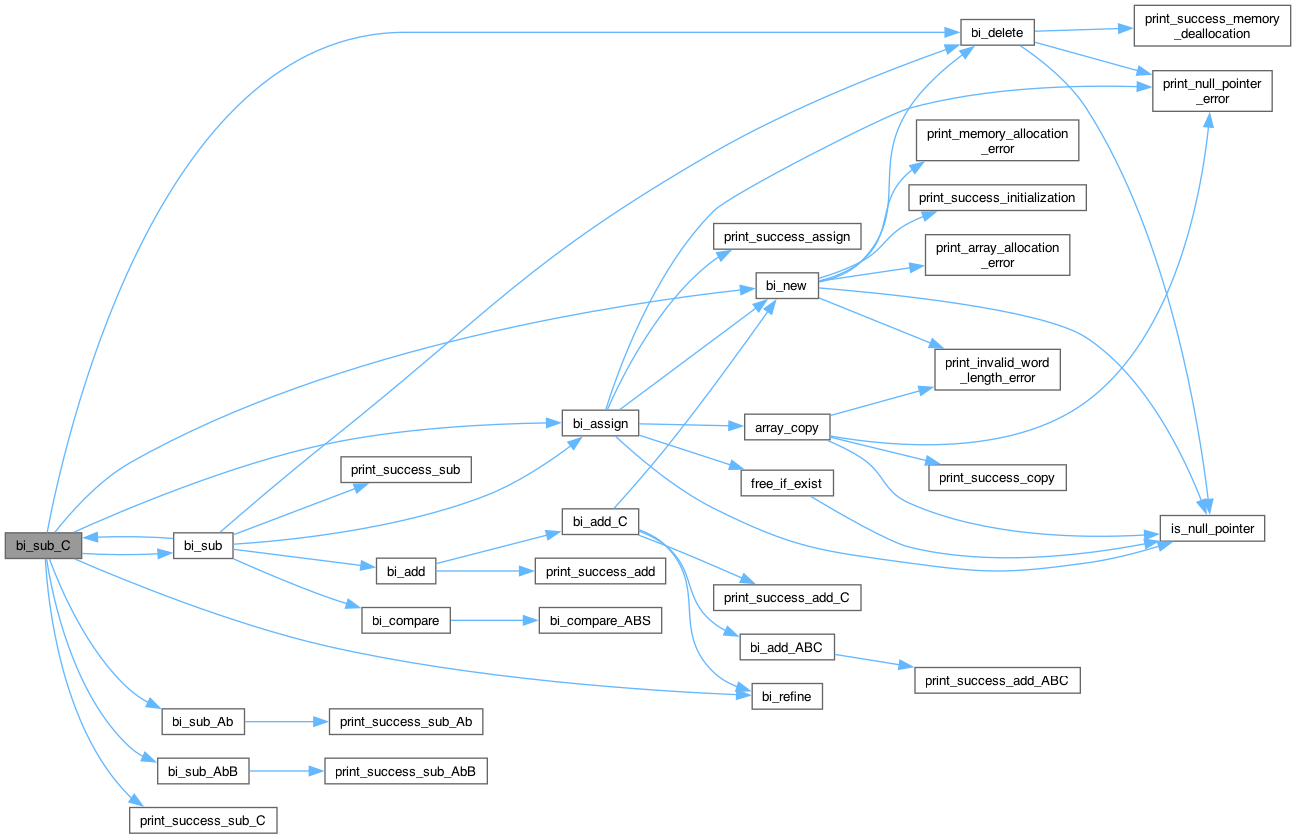 print_success_memory
_deallocation
bi_delete
print_null_pointer
_error
print_memory_allocation
_error
print_success_initialization
print_success_assign
print_array_allocation
_error
bi_new
print_invalid_word
_length_error
bi_assign
array_copy
print_success_sub
free_if_exist
print_success_copy
bi_add_C
is_null_pointer
bi_sub_C
bi_sub
bi_add
print_success_add
print_success_add_C
bi_compare
bi_compare_ABS
bi_add_ABC
print_success_add_ABC
bi_refine
bi_sub_Ab
print_success_sub_Ab
bi_sub_AbB
print_success_sub_AbB
print_success_sub_C